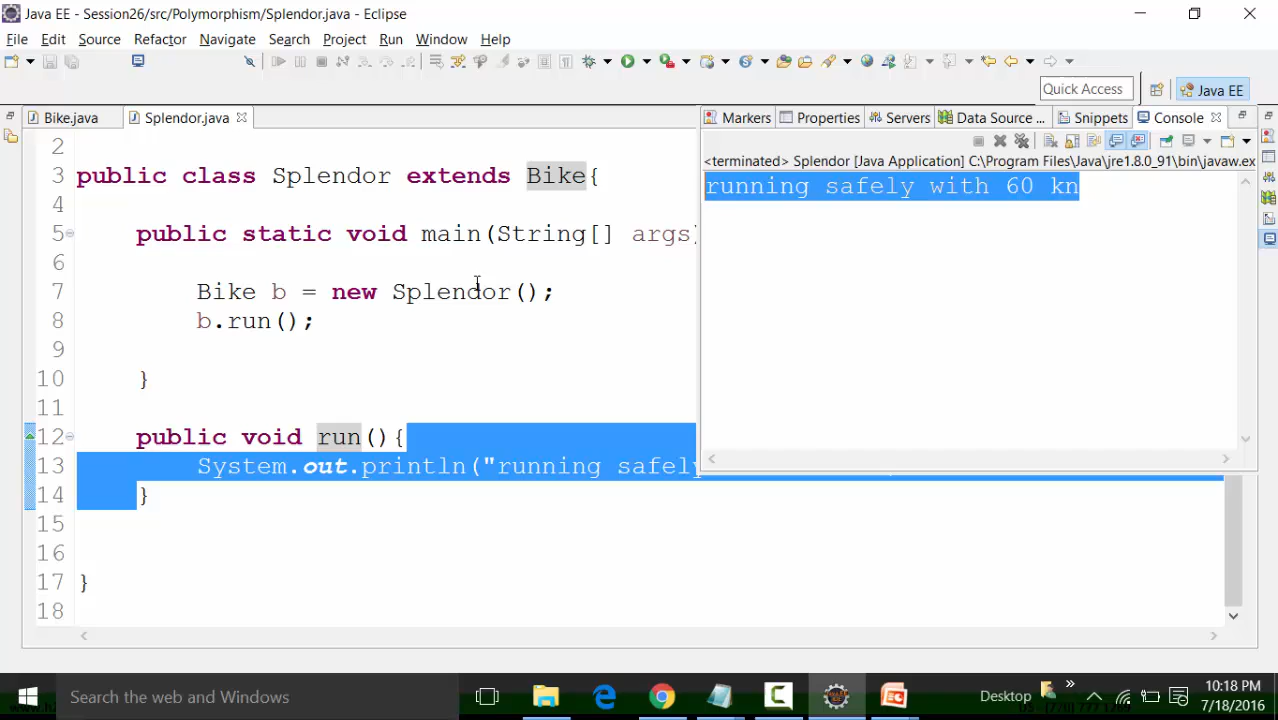 Java EE - Session26/src/Polymorphism/Splendor.java - Eclipse
File Edit Source Refactor Navigate Search Project Run Window Help
Quick Access
Java EE
Bike.java Splendor.java
Markers Properties Servers Data Source ... Snippets Console
<terminated> Splendor [Java Application] C:\Program Files\Java\jre1.8.0_91\bin\javaw.ex
running safely with 60 kn
2
3 public class Splendor extends Bike{
4
5 public static void main(String[] args)
6
7 Bike b = new Splendor();
8 b.run();
9
10 }
11
12 public void run(){
13 System.out.println("running safely
14 }
15
16
17 }
18
Search the web and Windows
Desktop
10:18 PM
7/18/2016